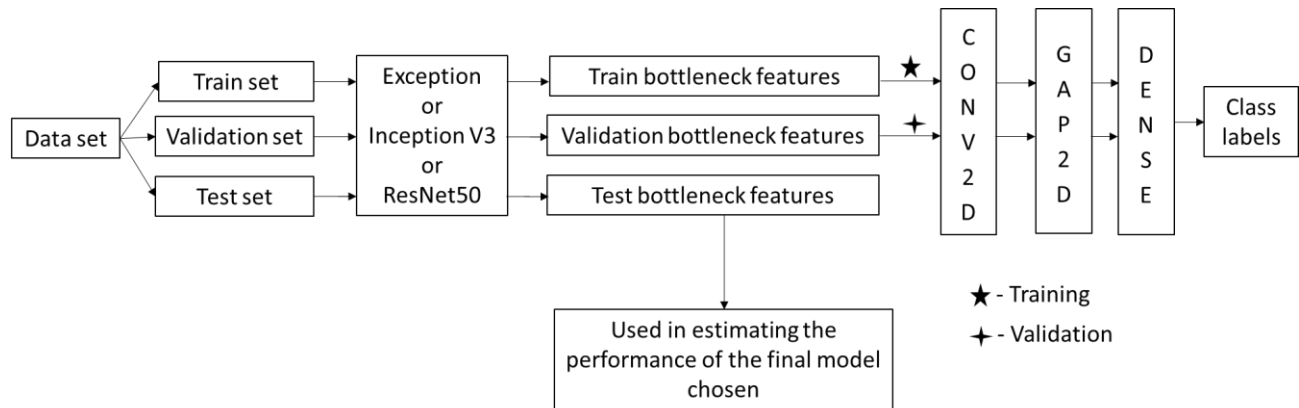 Data set
Train set
Validation set
Test set
Exception
or
Inception V3
or
ResNet50
Train bottleneck features
Validation bottleneck features
Test bottleneck features
Used in estimating the
performance of the final model
chosen
C
O
N
V
2
D
G
A
P
2
D
D
E
N
S
E
Class
labels
- Training
- Validation